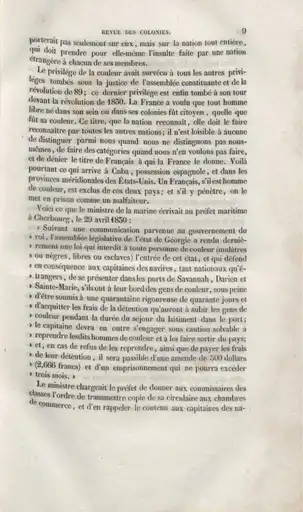 REVUE DES COLONIES. 9
porterait pas seulement sur eux, mais sur la nation tout entière,
qui doit prendre pour elle-même l'insulte faite par une nation
étrangère à chacun de ses membres.
Le privilège de la couleur avait survécu à tous les autres privi-
léges tombés sous la justice de l'assemblée constituante et de la
révolution de 89; ce dernier privilège est enfin tombé à son tour
devant la révolution de 1830. La France a voulu que tout homme
libre né dans son sein ou dans ses colonies fût citoyen, quelle que
fût sa couleur. Ce titre, que la nation reconnaît, elle doit le faire
reconnaître par toutes les autres nations; il n'est loisible à aucune
de distinguer parmi nous quand nous ne distinguons pas nous-
mêmes, de faire des catégories quand nous n'en voulons pas faire,
et de dénier le titre de Français à qui la France le donne. Voilà
pourtant ce qui arrive à Cuba, possession espagnole, et dans les
provinces méridionales des États-Unis. Un Français, s'il est homme
de couleur, est exclus de ces deux pays; et s'il y pénètre, on le
met en prison comme un malfaiteur.
Voici ce que le ministre de la marine écrivait au préfet maritime
à Cherbourg, le 29 avril 1830:
» Suivant une communication parvenue au gouvernement du
» roi, l'assemblée législative de l'état de Géorgie a rendu derniè-
» rement une loi qui interdit à toute personne de couleur (mulâtres
» ou nègres, libres ou esclaves) l'entrée de cet état, et qui défend
» en conséquence aux capitaines des navires, tant nationaux qu'é-
» trangers, de se présenter dans les ports de Savannah, Darien et
» Sainte-Marie, s'ils ont à leur bord des gens de couleur, sous peine
» d'être soumis à une quarantaine rigoureuse de quarante jours et
» d'acquitter les frais de la détention qu'auront à subir les gens de
» couleur pendant la durée du séjour du bâtiment dans le port;
» le capitaine devra en outre s'engager sous caution solvable à
» reprendre lesdits hommes de couleur et à les faire sortir du pays;
» et, en cas de refus de les reprendre, ainsi que de payer les frais
» de leur détention, il sera passible d'une amende de 500 dollars
» (2,666 francs) et d'un emprisonnement qui ne pourra excéder
» trois mois. »
Le ministre chargeait le préfet de donner aux commissaires des
classes l'ordre de transmettre copie de sa circulaire aux chambres
de commerce, et d'en rappeler le contenu aux capitaines des na-